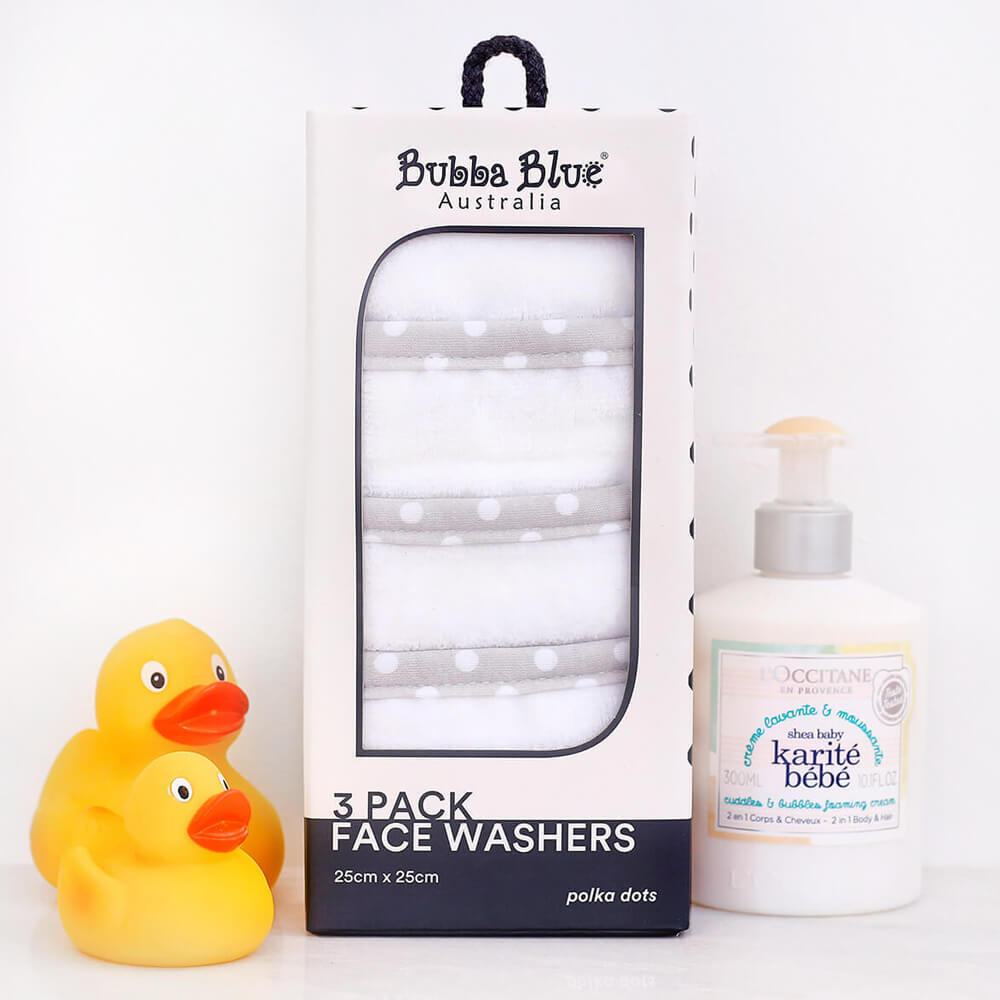 Bubba Blue®
Australia
3 PACK
FACE WASHERS
25cm x 25cm
polka dots
L'OCCITANE
EN PROVENCE
crème lavante & moussante
shea baby
karité
bébé
300ML
10.1FL.OZ
cuddles & bubbles foaming cream
2 en 1 Corps & Cheveux - 2 in 1 Body & Hair